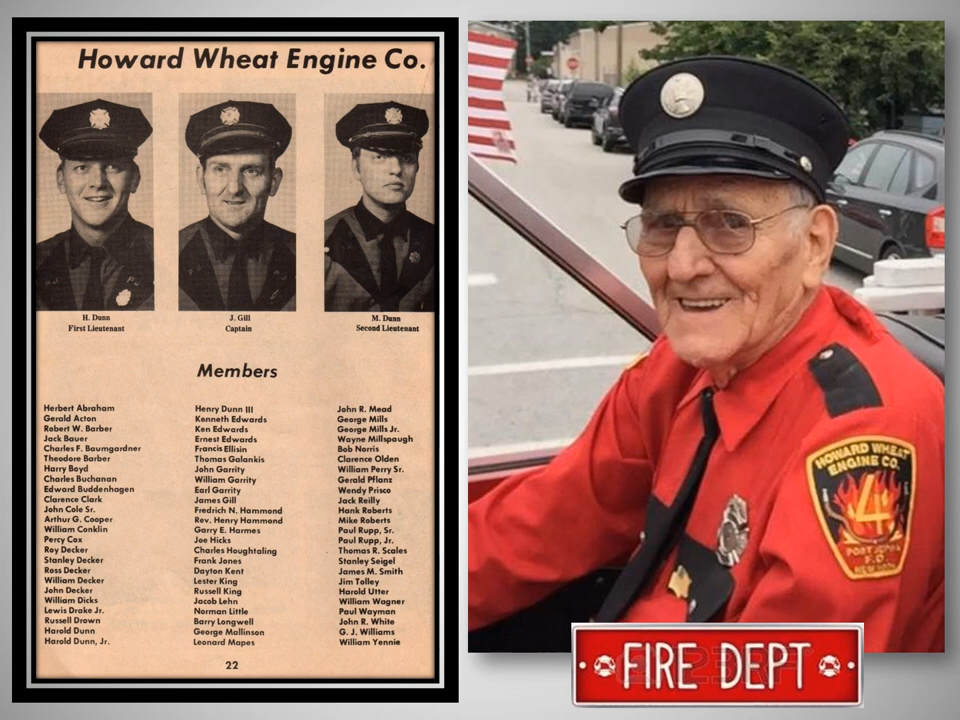 Howard Wheat Engine Co.
H. Dunn
First Lieutenant
J. Gill
Captain
M. Dunn
Second Lieutenant
Members
Herbert Abraham
Gerald Acton
Robert W. Barber
Jack Bauer
Charles F. Baumgardner
Theodore Barber
Harry Boyd
Charles Buchanan
Edward Buddenhagen
Clarence Clark
John Cole Sr.
Arthur G. Cooper
William Conklin
Percy Cox
Roy Decker
Stanley Decker
Ross Decker
William Decker
John Decker
William Dicks
Lewis Drake Jr.
Russell Drown
Harold Dunn
Harold Dunn, Jr.
Henry Dunn III
Kenneth Edwards
Ken Edwards
Ernest Edwards
Francis Ellisin
Thomas Galankis
John Garrity
William Garrity
Earl Garrity
James Gill
Fredrich N. Hammond
Rev. Henry Hammond
Garry E. Harmes
Joe Hicks
Charles Houghtaling
Frank Jones
Dayton Kent
Lester King
Russell King
Jacob Lehn
Norman Little
Barry Longwell
George Mallinson
Leonard Mapes
John R. Mead
George Mills
George Mills Jr.
Wayne Millspaugh
Bob Norris
Clarence Olden
William Perry Sr.
Gerald Pflanz
Wendy Prisco
Jack Reilly
Hank Roberts
Mike Roberts
Paul Rupp, Sr.
Paul Rupp, Jr.
Thomas R. Scales
Stanley Seigel
James M. Smith
Jim Tolley
Harold Utter
William Wagner
Paul Wayman
John R. White
G. J. Williams
William Yennie
22
HOWARD WHEAT
ENGINE CO.
4
PORT JERVIS
F.D.
NEW YORK
FIRE DEPT